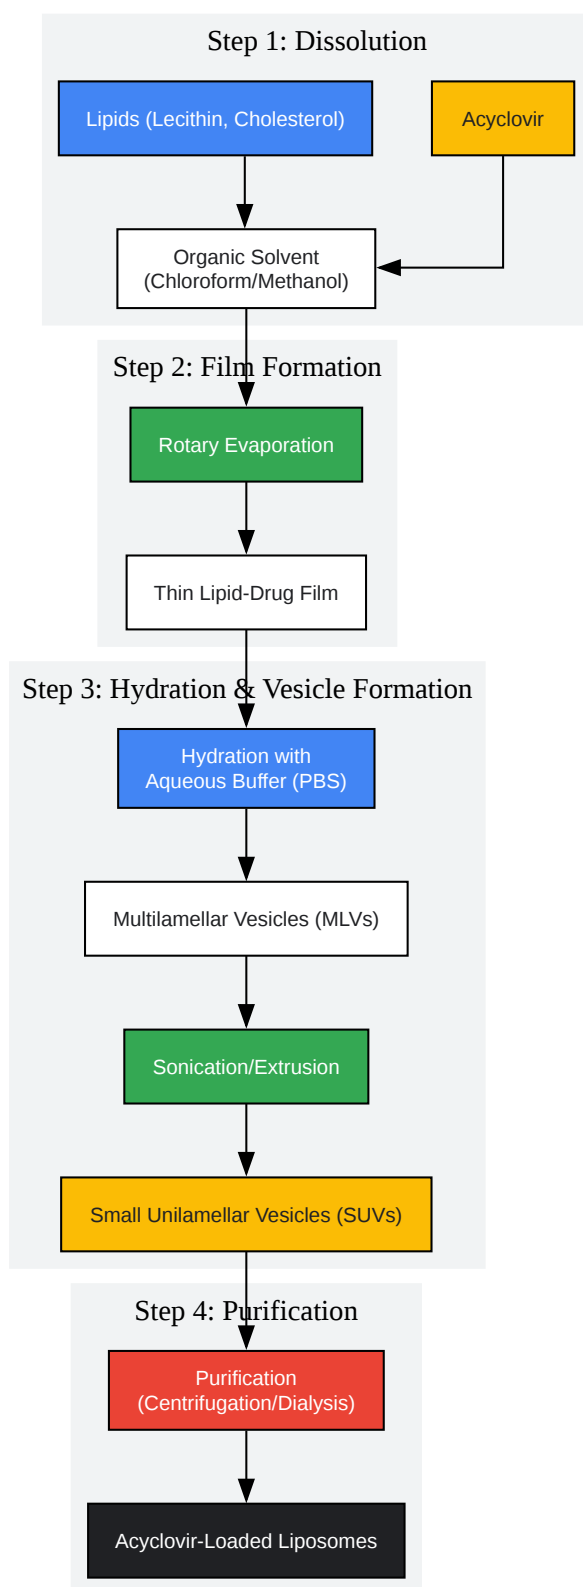 Step 1: Dissolution
Lipids (Lecithin, Cholesterol)
Acyclovir
Organic Solvent
(Chloroform/Methanol)
Step 2: Film Formation
Rotary Evaporation
Thin Lipid-Drug Film
Step 3: Hydration & Vesicle Formation
Hydration with
Aqueous Buffer (PBS)
Multilamellar Vesicles (MLVs)
Sonication/Extrusion
Small Unilamellar Vesicles (SUVs)
Step 4: Purification
Purification
(Centrifugation/Dialysis)
Acyclovir-Loaded Liposomes